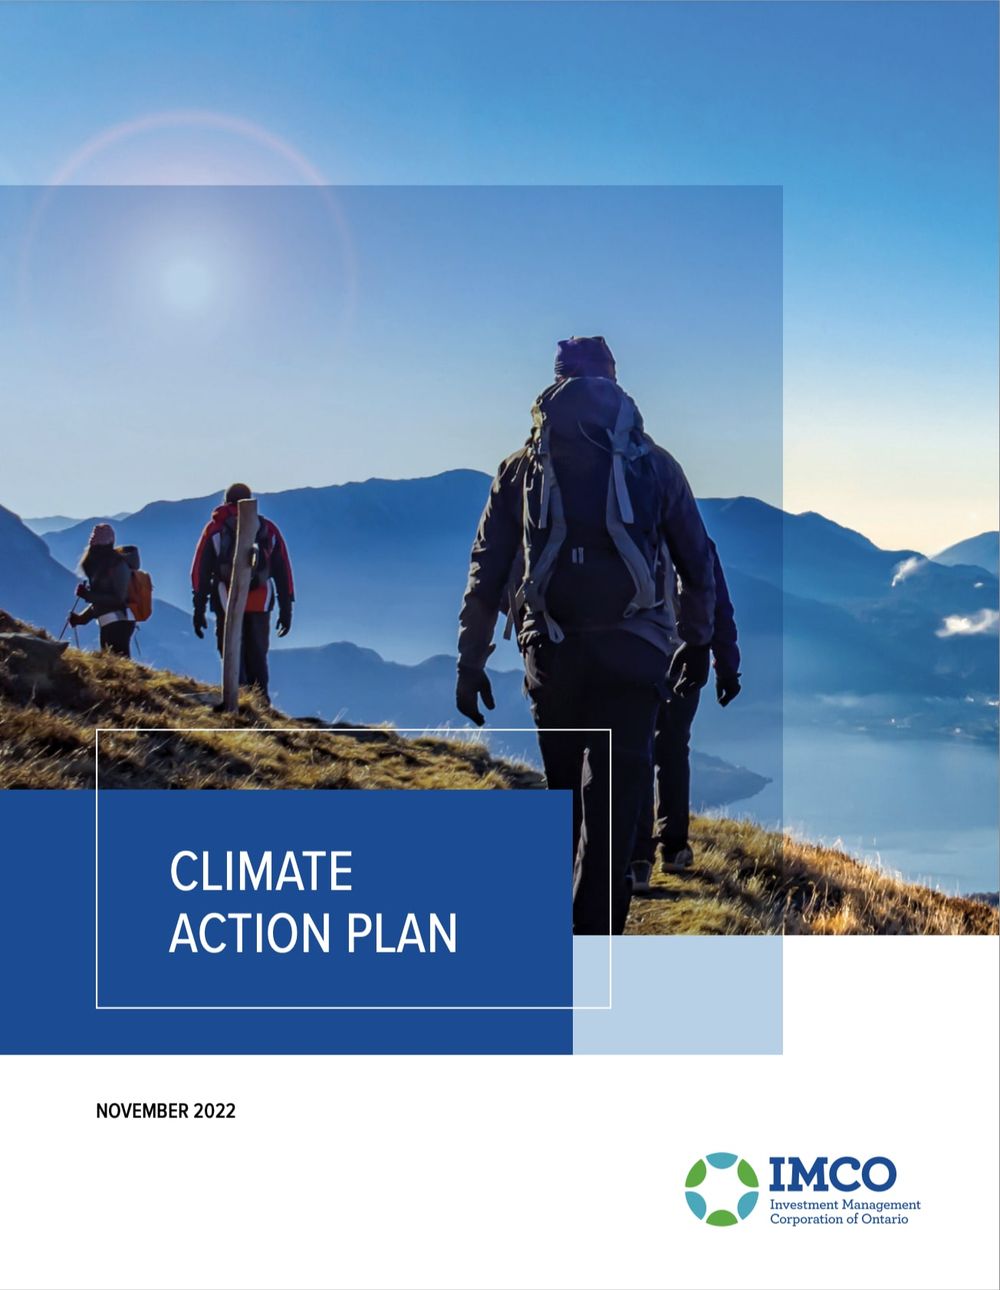 CLIMATE
ACTION PLAN
NOVEMBER 2022
IMCO
Investment Management
Corporation of Ontario